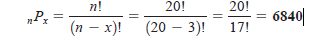 nPx = n!/(n − x)! = 20!/(20 − 3)! = 20!/17! = 6840